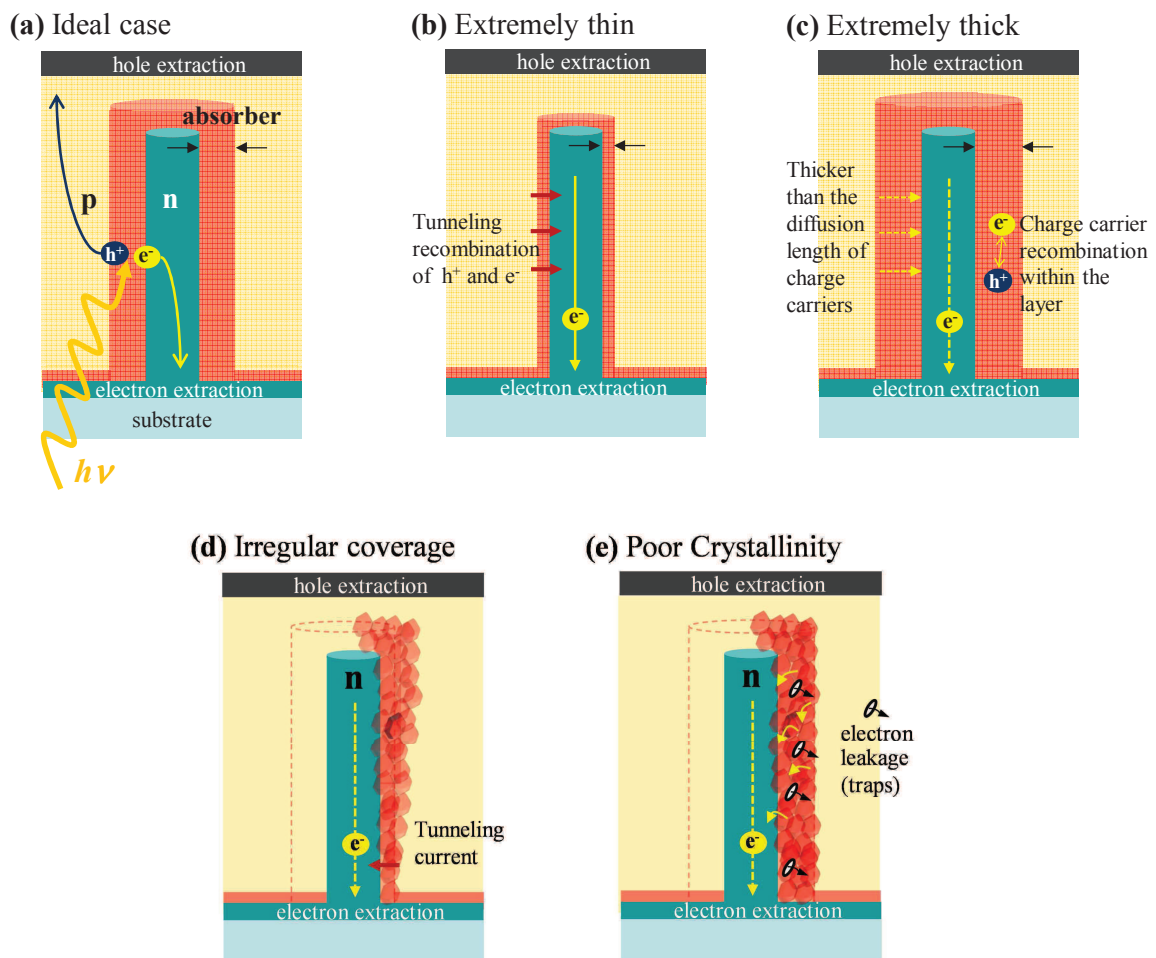 (a) Ideal case
hole extraction
absorber
p
n
h+
e-
electron extraction
substrate
hν
(b) Extremely thin
hole extraction
Tunneling
recombination
of h+ and e-
e-
electron extraction
(c) Extremely thick
hole extraction
Thicker
than the
diffusion
length of
charge
carriers
e-
Charge carrier
recombination
within the
layer
h+
e-
electron extraction
(d) Irregular coverage
hole extraction
n
e-
Tunneling
current
electron extraction
(e) Poor Crystallinity
hole extraction
n
electron
leakage
(traps)
e-
electron extraction